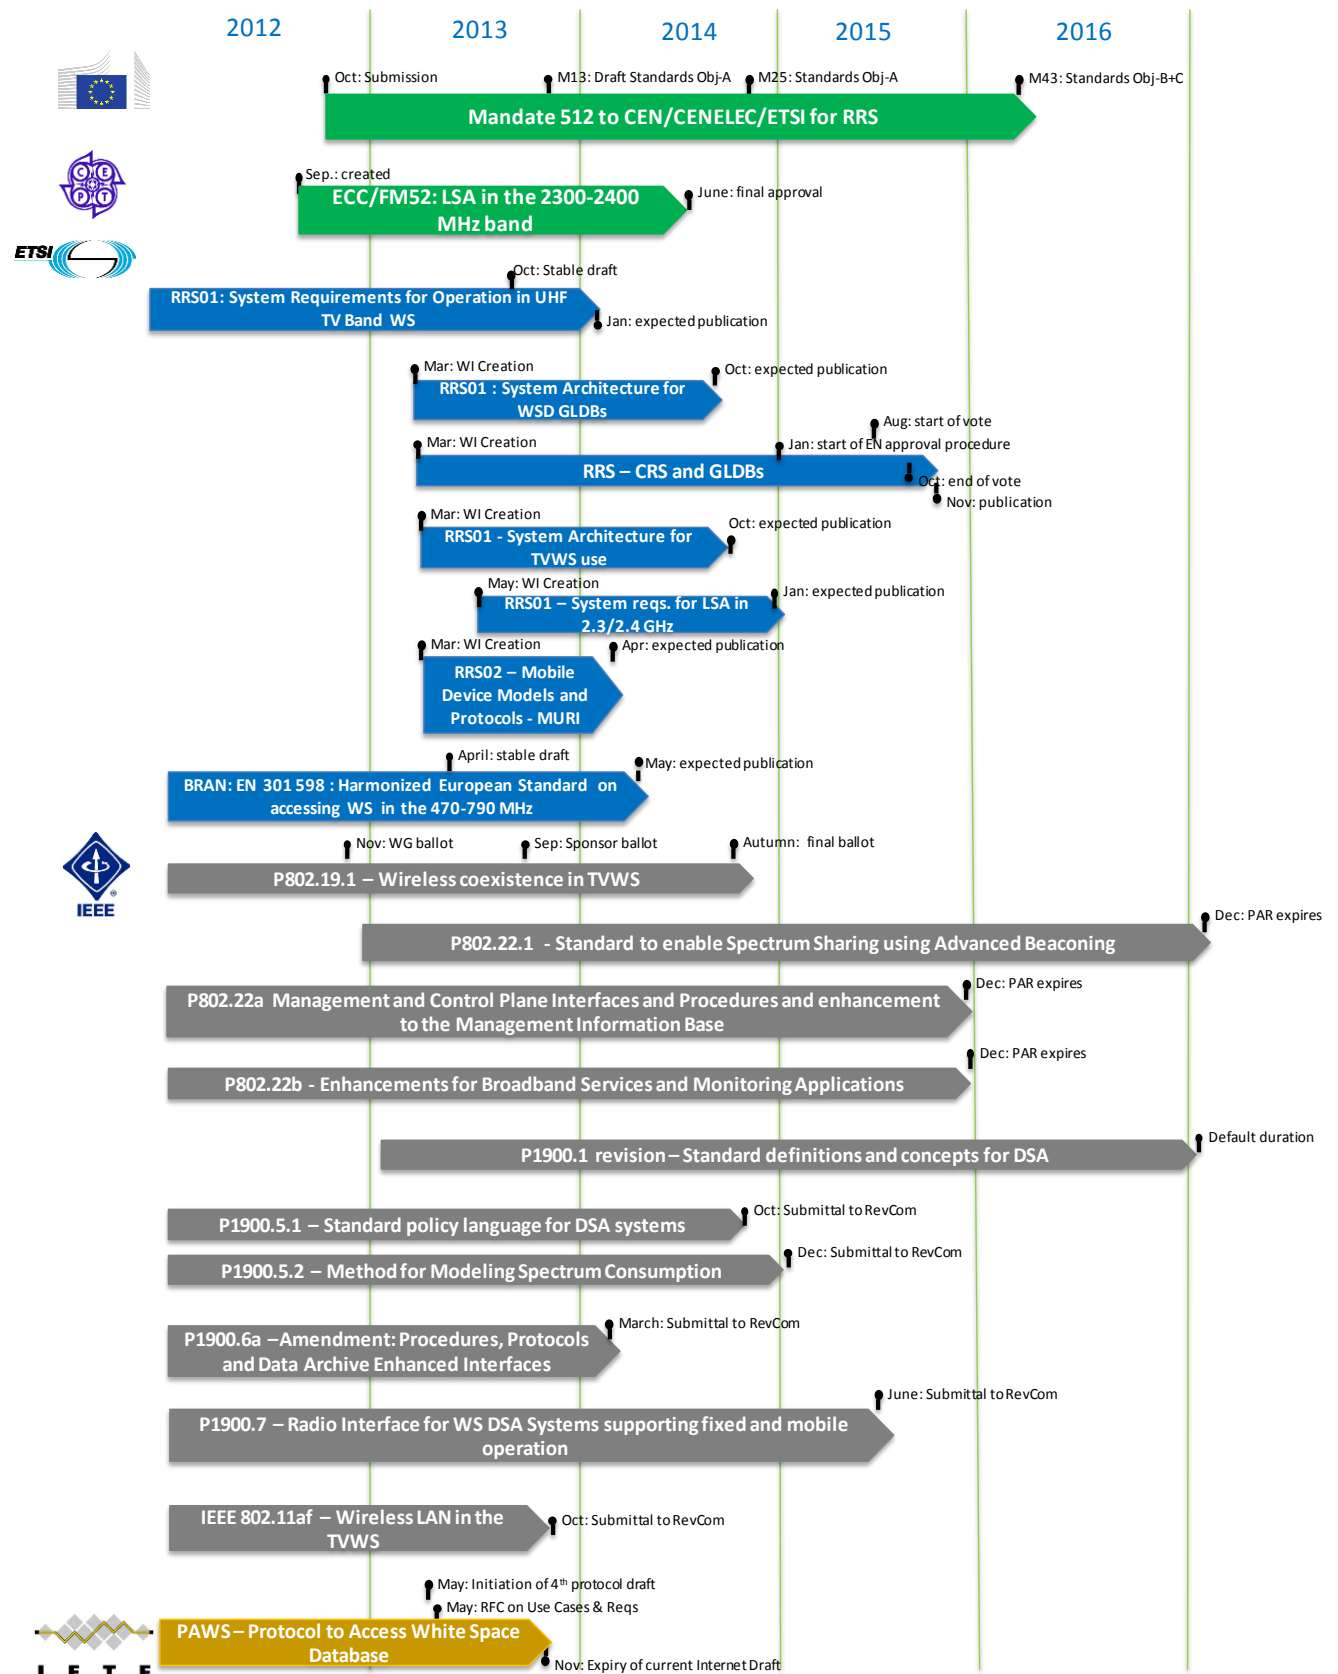 2012
2013
2014
2015
2016
Oct: Submission
M13: Draft Standards Obj-A
M25: Standards Obj-A
M43: Standards Obj-B+C
Mandate 512 to CEN/CENELEC/ETSI for RRS
C E
P T
Sep.: created
June: final approval
ECC/FM52: LSA in the 2300-2400
MHz band
ETSI
Oct: Stable draft
RRS01: System Requirements for Operation in UHF
TV Band WS
Jan: expected publication
Mar: WI Creation
Oct: expected publication
RRS01 : System Architecture for
WSD GLDBs
Aug: start of vote
Mar: WI Creation
Jan: start of EN approval procedure
RRS – CRS and GLDBs
Oct: end of vote
Nov: publication
Mar: WI Creation
Oct: expected publication
RRS01 - System Architecture for
TVWS use
May: WI Creation
Jan: expected publication
RRS01 – System reqs. for LSA in
2.3/2.4 GHz
Mar: WI Creation
Apr: expected publication
RRS02 – Mobile
Device Models and
Protocols - MURI
April: stable draft
May: expected publication
BRAN: EN 301 598 : Harmonized European Standard on
accessing WS in the 470-790 MHz
Nov: WG ballot
Sep: Sponsor ballot
Autumn: final ballot
P802.19.1 – Wireless coexistence in TVWS
IEEE
®
Dec: PAR expires
P802.22.1 - Standard to enable Spectrum Sharing using Advanced Beaconing
Dec: PAR expires
P802.22a Management and Control Plane Interfaces and Procedures and enhancement
to the Management Information Base
Dec: PAR expires
P802.22b - Enhancements for Broadband Services and Monitoring Applications
Default duration
P1900.1 revision – Standard definitions and concepts for DSA
Oct: Submittal to RevCom
P1900.5.1 – Standard policy language for DSA systems
Dec: Submittal to RevCom
P1900.5.2 – Method for Modeling Spectrum Consumption
March: Submittal to RevCom
P1900.6a –Amendment: Procedures, Protocols
and Data Archive Enhanced Interfaces
June: Submittal to RevCom
P1900.7 – Radio Interface for WS DSA Systems supporting fixed and mobile
operation
IEEE 802.11af – Wireless LAN in the
TVWS
Oct: Submittal to RevCom
May: Initiation of 4th protocol draft
May: RFC on Use Cases & Reqs
PAWS – Protocol to Access White Space
Database
Nov: Expiry of current Internet Draft
I E T F